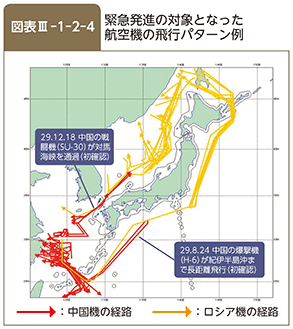 図表Ⅲ-1-2-4
緊急発進の対象となった
航空機の飛行パターン例
29.12.18 中国の戦
闘機(SU-30)が対馬
海峡を通過(初確認)
29.8.24 中国の爆撃機
(H-6)が紀伊半島沖ま
で長距離飛行(初確認)
:中国機の経路
:ロシア機の経路